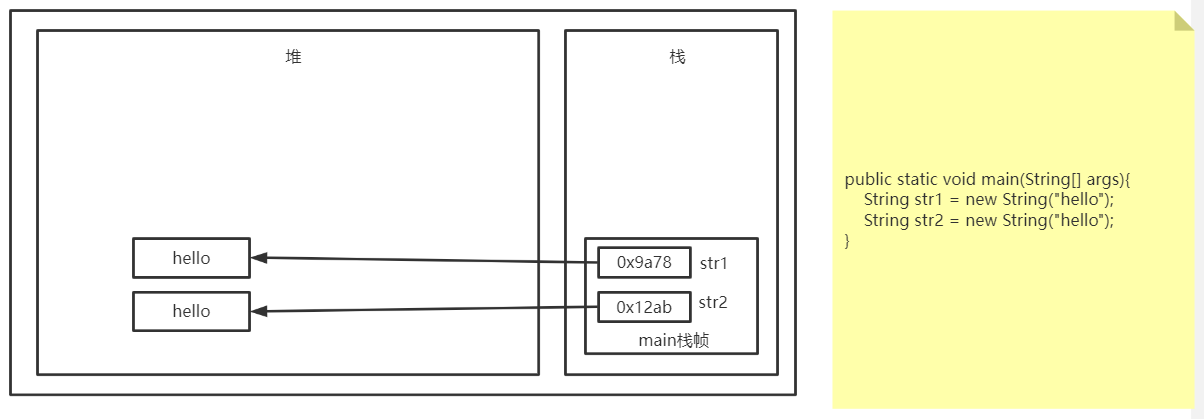 堆
栈
hello
0x9a78
str1
hello
0x12ab
str2
main栈帧
public static void main(String[] args){
    String str1 = new String("hello");
    String str2 = new String("hello");
}